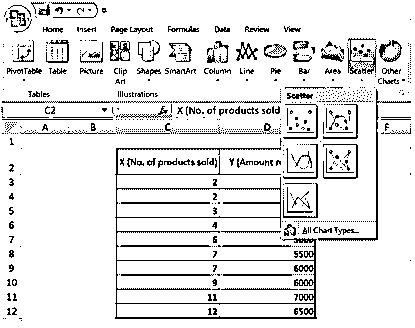 Home Insert Page Layout Formulas Data Review View
PivotTable Table Picture Clip Art Shapes SmartArt Column Line Pie Bar Area Scatter Other Charts
Tables Illustrations
Scatter
C2 fx X (No. of products sold
A B C D F
1
2 X (No. of products sold) Y (Amount
3 2
4 2
5 3
6 4
7 6
8 7 5500
9 7 6000
10 9 6000
11 11 7000
12 12 6500
All Chart Types...